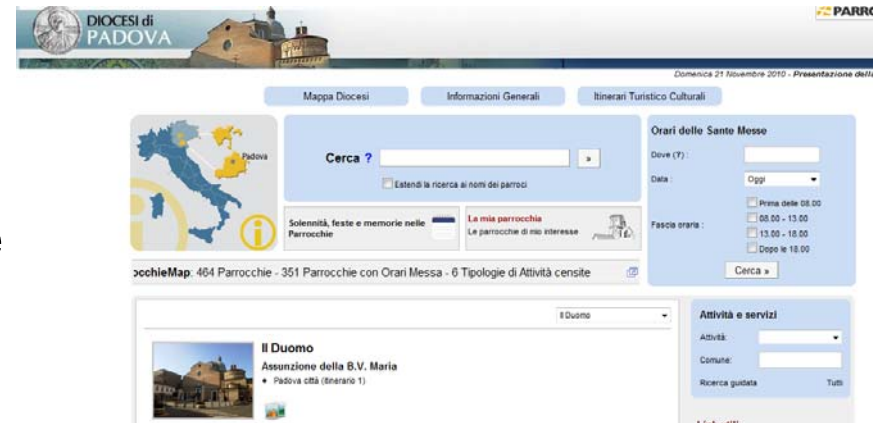 DIOCESI di
PADOVA
PARRO
Domenica 21 Novembre 2010 - Presentazione della
Mappa Diocesi
Informazioni Generali
Itinerari Turistico Culturali
Padova
Cerca ?
»
Estendi la ricerca ai nomi dei parroci
Solennità, feste e memorie nelle
Parrocchie
La mia parrocchia
Le parrocchie di mio interesse
occhieMap: 464 Parrocchie - 351 Parrocchie con Orari Messa - 6 Tipologie di Attività censite
Orari delle Sante Messe
Dove (?) :
Data :
Oggi
Fascia oraria :
Prima delle 08.00
08.00 - 13.00
13.00 - 18.00
Dopo le 18.00
Cerca »
Il Duomo
Il Duomo
Assunzione della B.V. Maria
Padova città (itinerario 1)
Attività e servizi
Attività:
Comune:
Ricerca guidata
Tutti